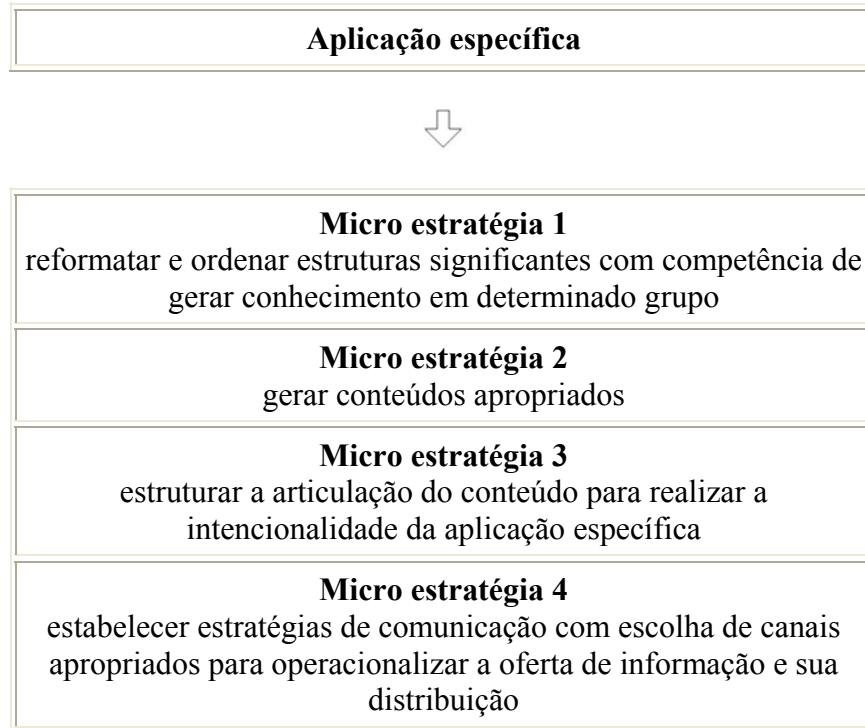 Aplicação específica
Micro estratégia 1
reformatar e ordenar estruturas significantes com competência de
gerar conhecimento em determinado grupo
Micro estratégia 2
gerar conteúdos apropriados
Micro estratégia 3
estruturar a articulação do conteúdo para realizar a
intencionalidade da aplicação específica
Micro estratégia 4
estabelecer estratégias de comunicação com escolha de canais
apropriados para operacionalizar a oferta de informação e sua
distribuição